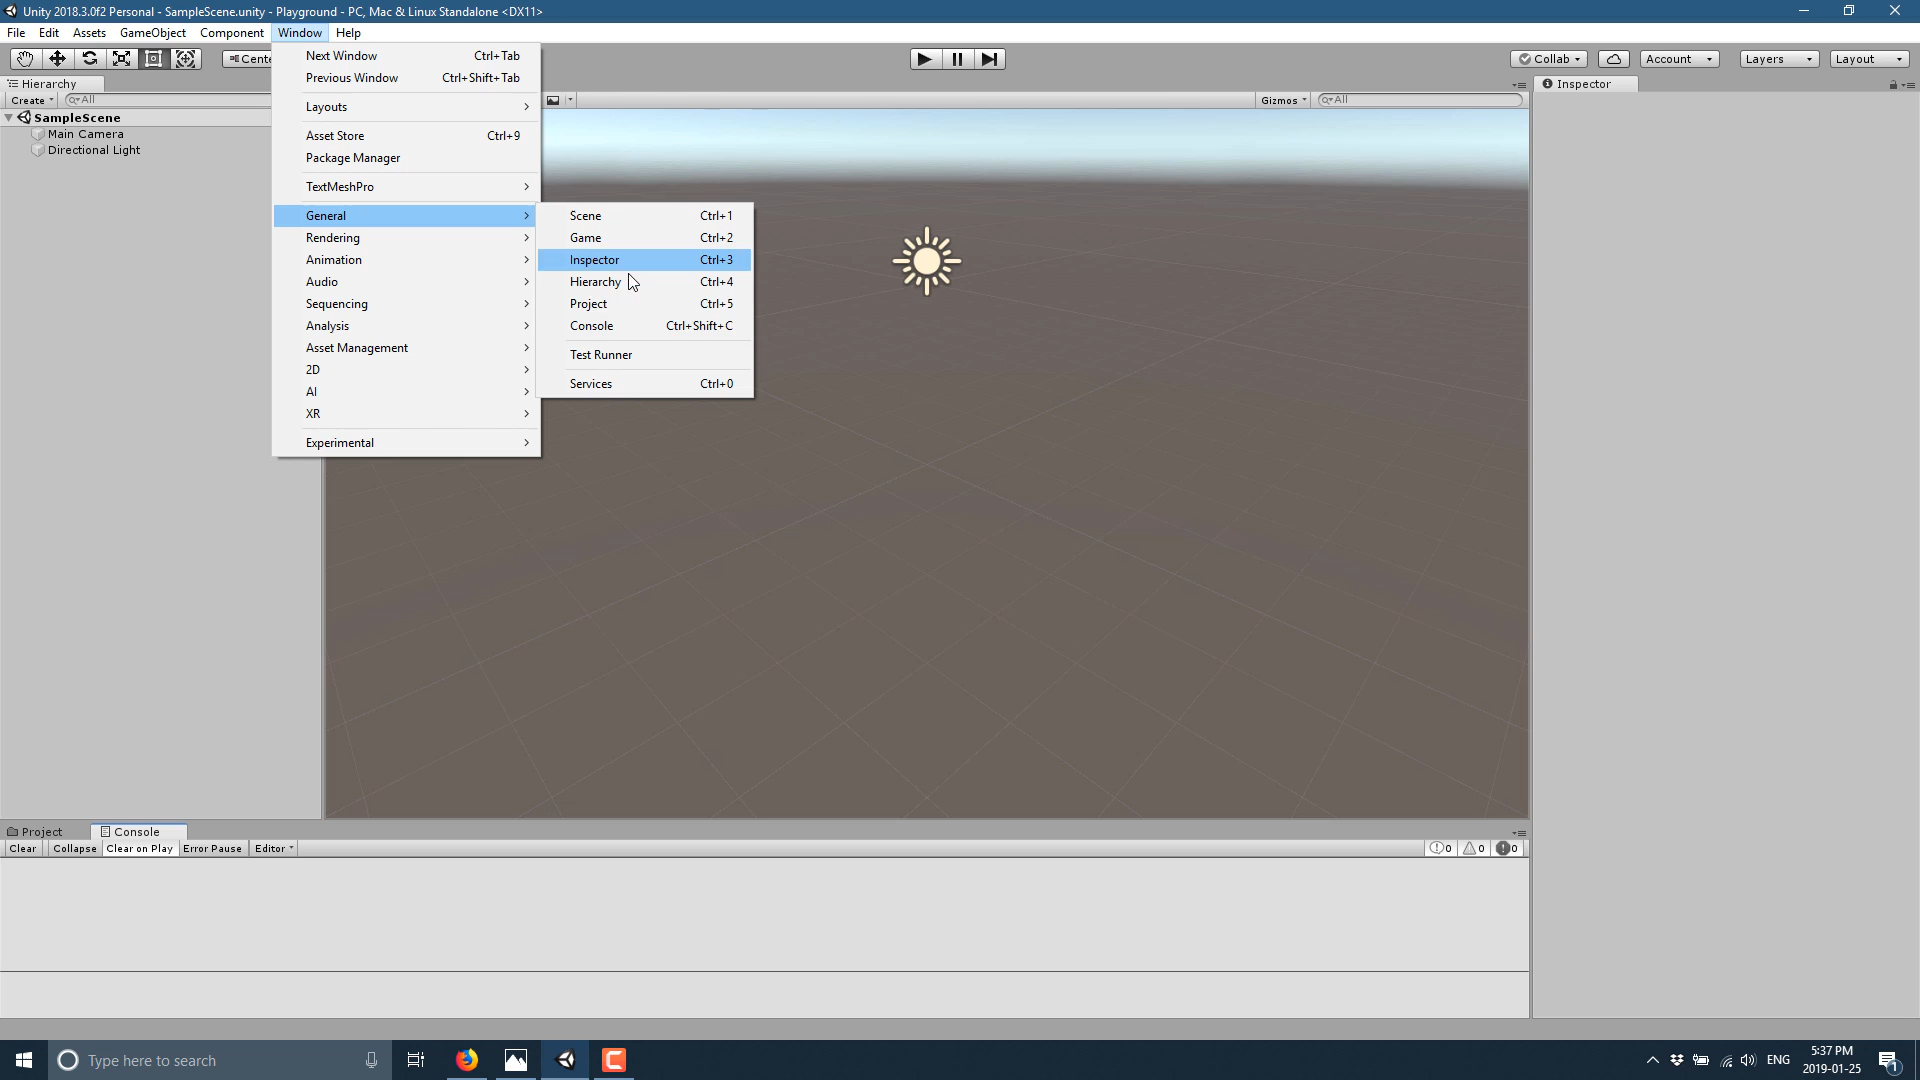 Unity 2018.3.0f2 Personal - SampleScene.unity - Playground - PC, Mac & Linux Standalone <DX11>
File Edit Assets GameObject Component Window Help
Cente
Collab
Account
Layers
Layout
Hierarchy
Create
All
SampleScene
Main Camera
Directional Light
Next Window Ctrl+Tab
Previous Window Ctrl+Shift+Tab
Layouts
Asset Store Ctrl+9
Package Manager
TextMeshPro
General
Rendering
Animation
Audio
Sequencing
Analysis
Asset Management
2D
AI
XR
Experimental
Scene Ctrl+1
Game Ctrl+2
Inspector Ctrl+3
Hierarchy Ctrl+4
Project Ctrl+5
Console Ctrl+Shift+C
Test Runner
Services Ctrl+0
Gizmos
All
Inspector
Project
Console
Clear
Collapse
Clear on Play
Error Pause
Editor
0
0
0
Type here to search
ENG
5:37 PM
2019-01-25
1